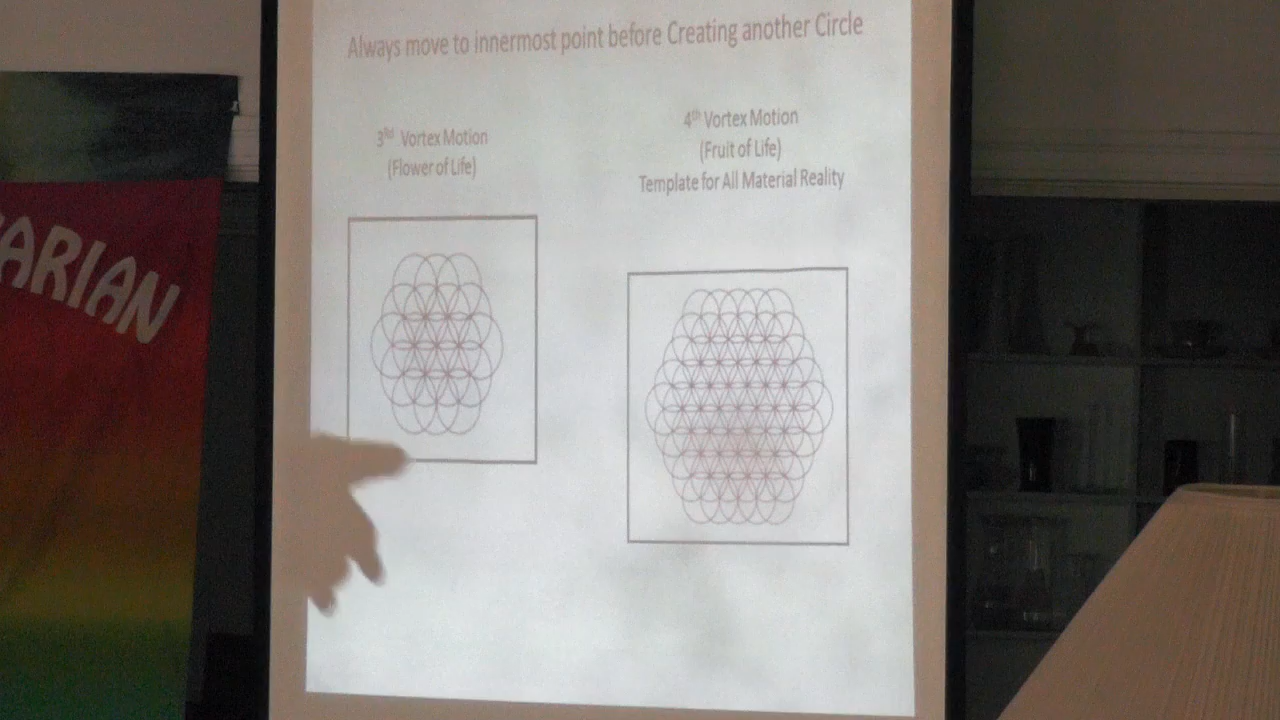 Always move to innermost point before Creating another Circle
3Rd Vortex Motion
(Flower of Life)
4th Vortex Motion
(Fruit of Life)
Template for All Material Reality
ARIAN